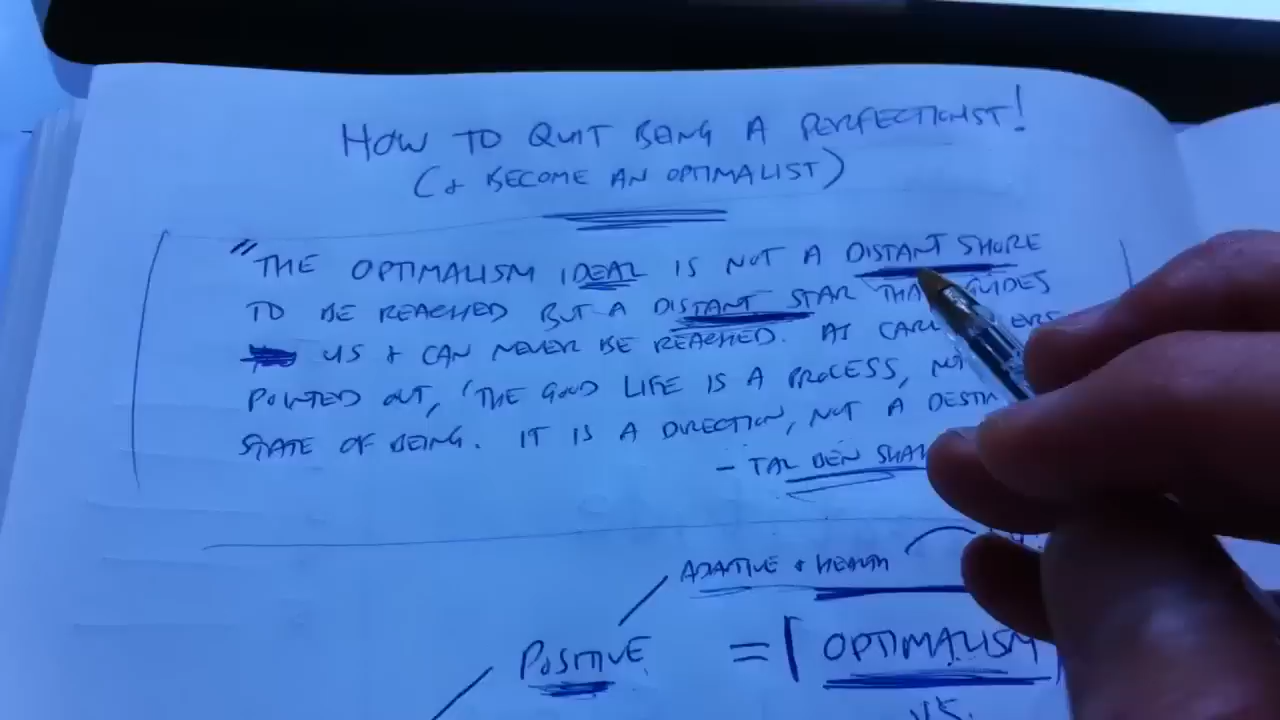 HOW TO QUIT BEING A PERFECTIONIST!
(& BECOME AN OPTIMALIST)
"THE OPTIMALISM IDEAL IS NOT A DISTANT SHORE
TO BE REACHED BUT A DISTANT STAR THAT GUIDES
US & CAN NEVER BE REACHED. AS CARL
POINTED OUT, 'THE GOOD LIFE IS A PROCESS,
STATE OF BEING. IT IS A DIRECTION, NOT A
- TAL BEN
ADAPTIVE & HEALTH
POSITIVE = OPTIMALISM
VS.